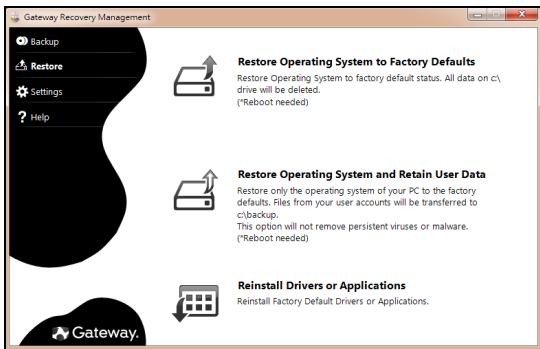 Gateway Recovery Management
Backup
Restore
Settings
? Help
Restore Operating System to Factory Defaults
Restore Operating System to factory default status. All data on c:\
drive will be deleted.
(*Reboot needed)
Restore Operating System and Retain User Data
Restore only the operating system of your PC to the factory
defaults. Files from your user accounts will be transferred to
c:\backup.
This option will not remove persistent viruses or malware.
(*Reboot needed)
Reinstall Drivers or Applications
Reinstall Factory Default Drivers or Applications.
Gateway.